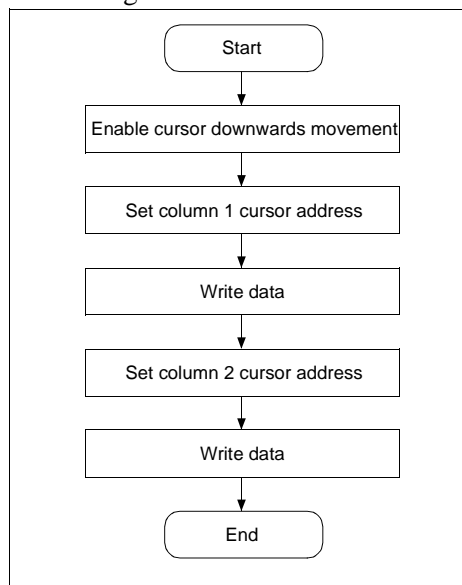 Start
Enable cursor downwards movement
Set column 1 cursor address
Write data
Set column 2 cursor address
Write data
End